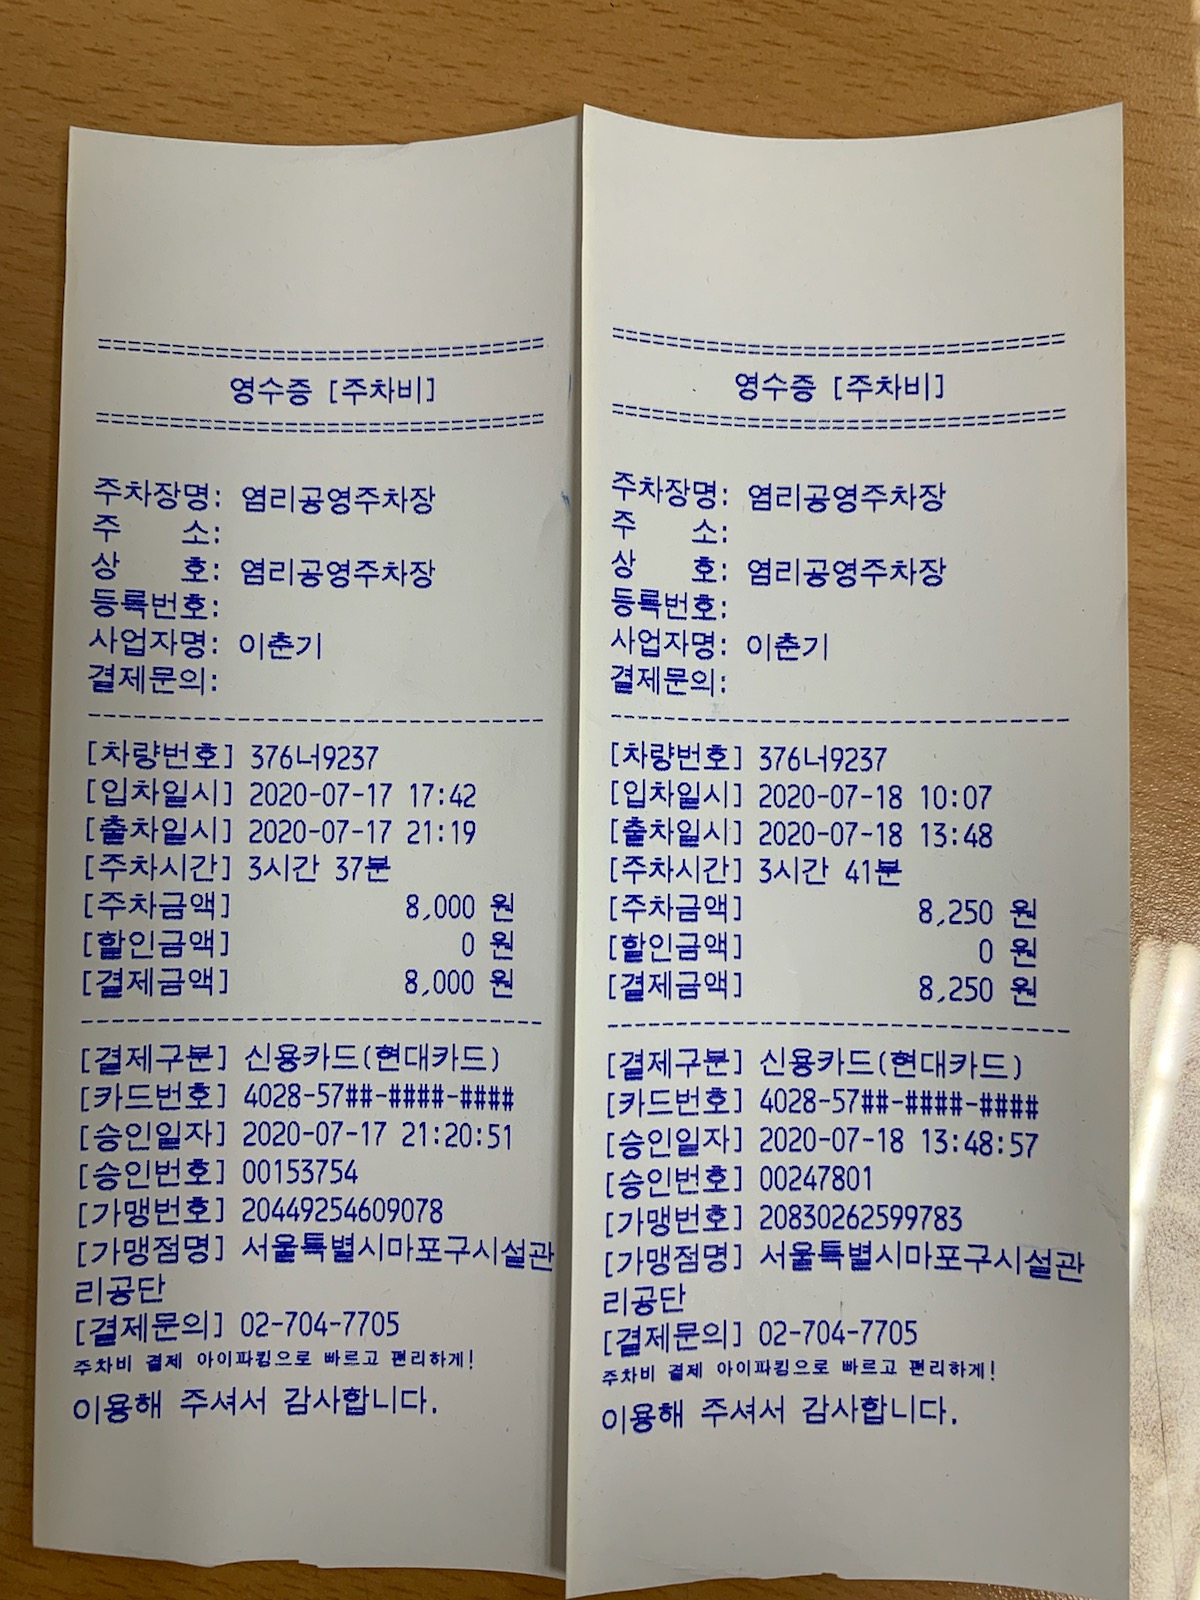 ==============================
영수증 [주차비]
==============================
주차장명: 염리공영주차장
주 소:
상 호: 염리공영주차장
등록번호:
사업자명: 이춘기
결제문의:
------------------------------
[차량번호] 376너9237
[입차일시] 2020-07-17 17:42
[출차일시] 2020-07-17 21:19
[주차시간] 3시간 37분
[주차금액] 8,000 원
[할인금액] 0 원
[결제금액] 8,000 원
------------------------------
[결제구분] 신용카드(현대카드)
[카드번호] 4028-57##-####-####
[승인일자] 2020-07-17 21:20:51
[승인번호] 00153754
[가맹번호] 20449254609078
[가맹점명] 서울특별시마포구시설관
리공단
[결제문의] 02-704-7705
주차비 결제 아이파킹으로 빠르고 편리하게!
이용해 주셔서 감사합니다.
==============================
영수증 [주차비]
==============================
주차장명: 염리공영주차장
주 소:
상 호: 염리공영주차장
등록번호:
사업자명: 이춘기
결제문의:
------------------------------
[차량번호] 376너9237
[입차일시] 2020-07-18 10:07
[출차일시] 2020-07-18 13:48
[주차시간] 3시간 41분
[주차금액] 8,250 원
[할인금액] 0 원
[결제금액] 8,250 원
------------------------------
[결제구분] 신용카드(현대카드)
[카드번호] 4028-57##-####-####
[승인일자] 2020-07-18 13:48:57
[승인번호] 00247801
[가맹번호] 20830262599783
[가맹점명] 서울특별시마포구시설관
리공단
[결제문의] 02-704-7705
주차비 결제 아이파킹으로 빠르고 편리하게!
이용해 주셔서 감사합니다.